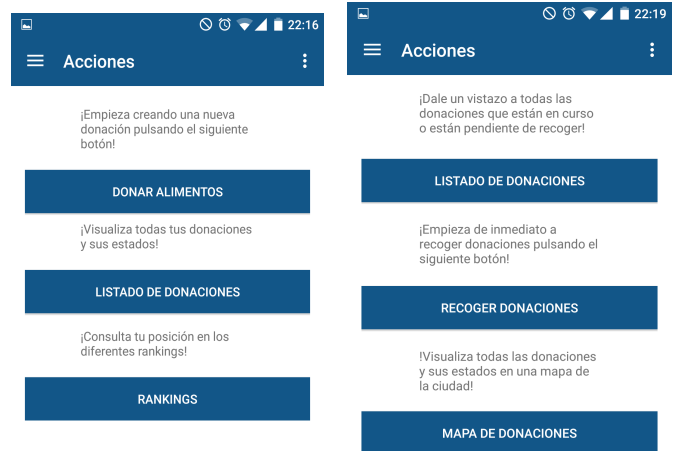 22:16
Acciones
¡Empieza creando una nueva
donación pulsando el siguiente
botón!
DONAR ALIMENTOS
¡Visualiza todas tus donaciones
y sus estados!
LISTADO DE DONACIONES
¡Consulta tu posición en los
diferentes rankings!
RANKINGS
22:19
Acciones
¡Dale un vistazo a todas las
donaciones que están en curso
o están pendiente de recoger!
LISTADO DE DONACIONES
¡Empieza de inmediato a
recoger donaciones pulsando el
siguiente botón!
RECOGER DONACIONES
!Visualiza todas las donaciones
y sus estados en una mapa de
la ciudad!
MAPA DE DONACIONES